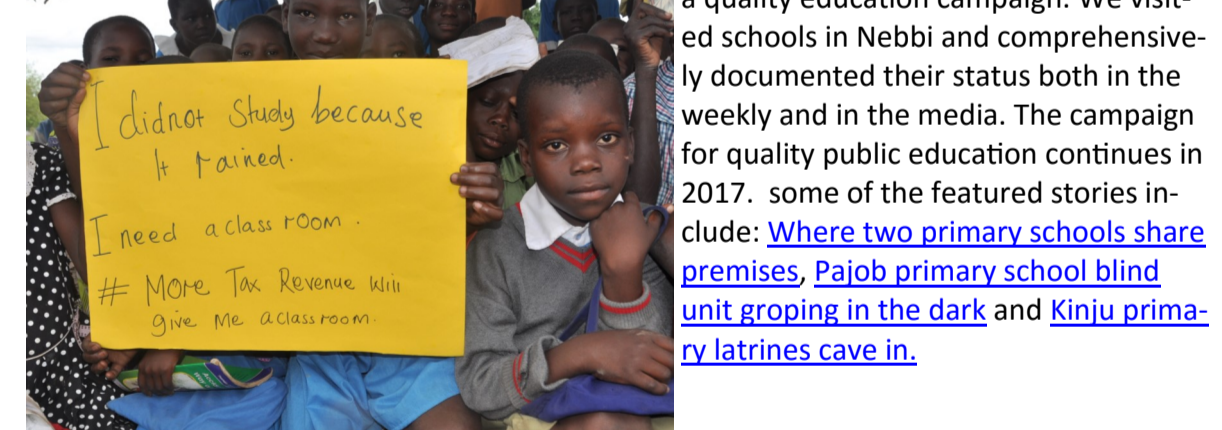 I didnot Study because
It rained.
I need a class room.
# More Tax Revenue Will
give Me a class room.
a quality education campaign. We visit-
ed schools in Nebbi and comprehensive-
ly documented their status both in the
weekly and in the media. The campaign
for quality public education continues in
2017. some of the featured stories in-
clude: Where two primary schools share
premises, Pajob primary school blind
unit groping in the dark and Kinju prima-
ry latrines cave in.